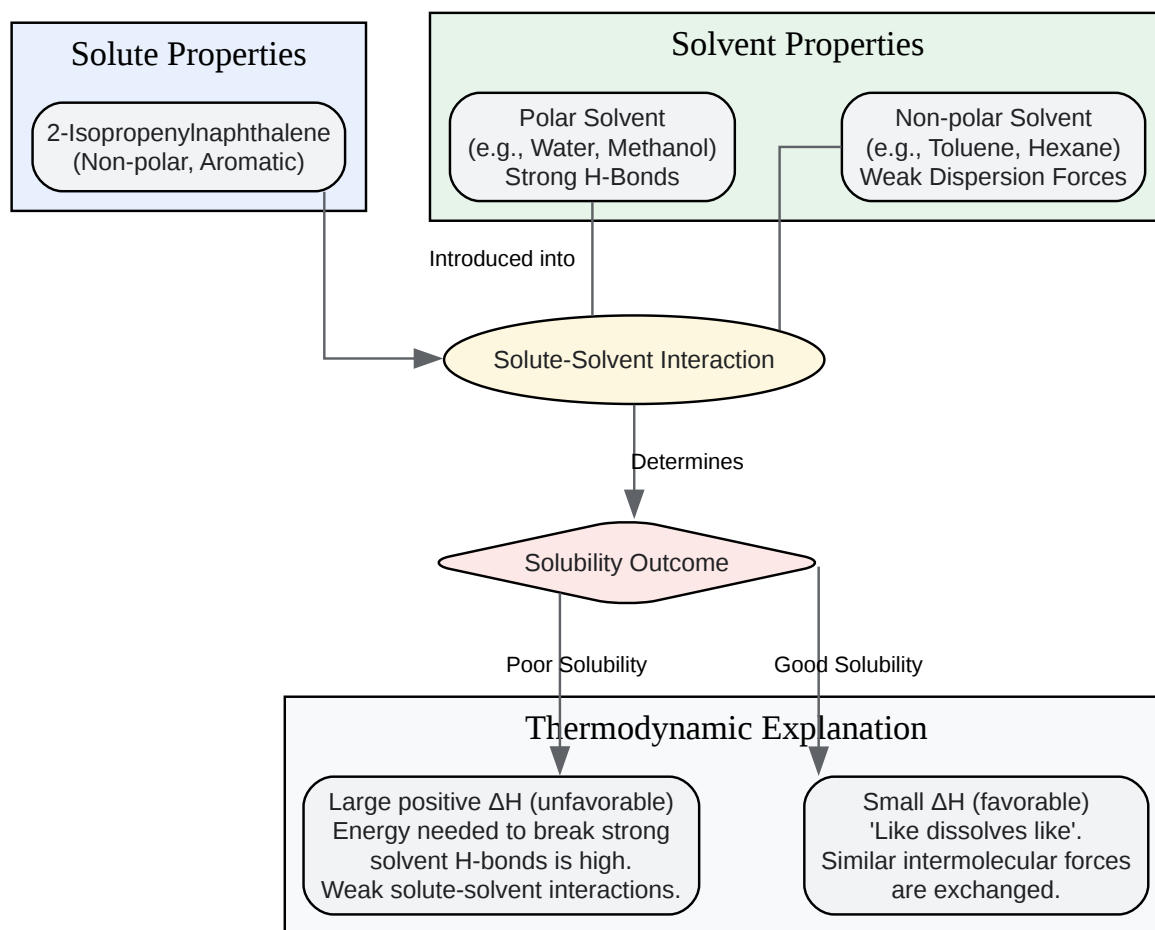 Solute Properties
2-Isopropenylnaphthalene
(Non-polar, Aromatic)
Solvent Properties
Polar Solvent
(e.g., Water, Methanol)
Strong H-Bonds
Non-polar Solvent
(e.g., Toluene, Hexane)
Weak Dispersion Forces
Introduced into
Solute-Solvent Interaction
Determines
Solubility Outcome
Poor Solubility
Good Solubility
Thermodynamic Explanation
Large positive ΔH (unfavorable)
Energy needed to break strong
solvent H-bonds is high.
Weak solute-solvent interactions.
Small ΔH (favorable)
'Like dissolves like'.
Similar intermolecular forces
are exchanged.